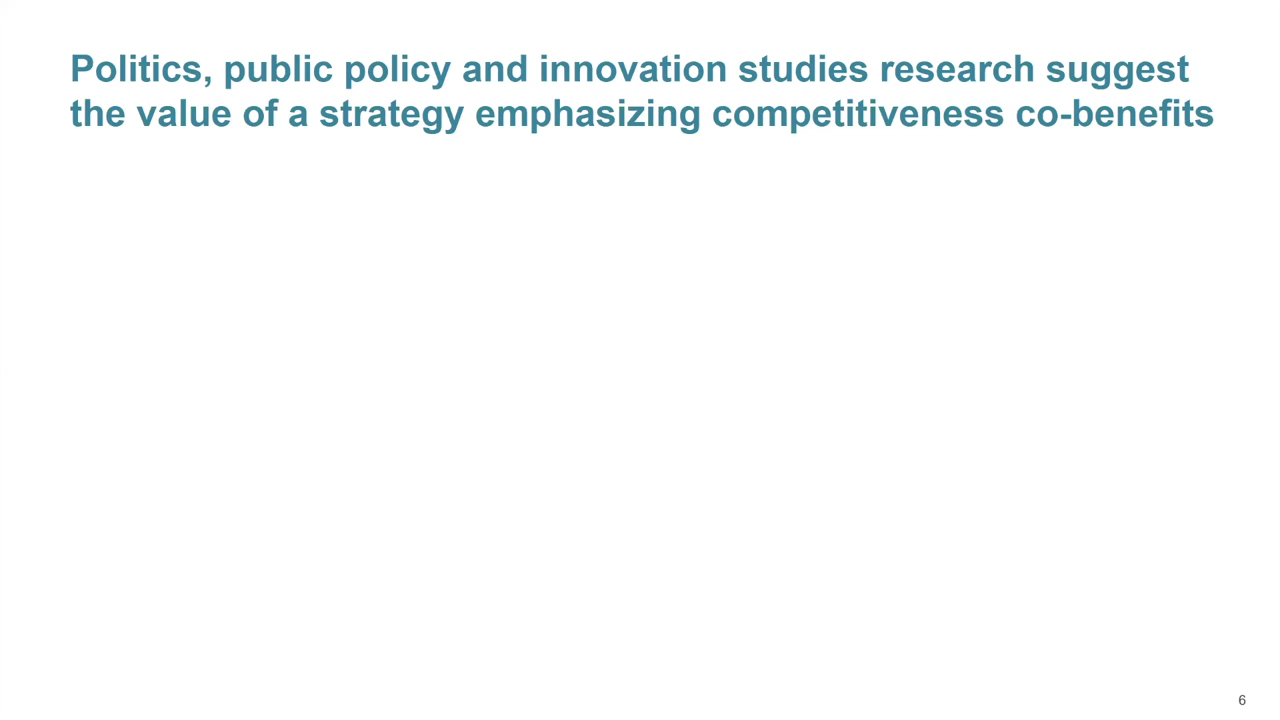 Politics, public policy and innovation studies research suggest
the value of a strategy emphasizing competitiveness co-benefits
6